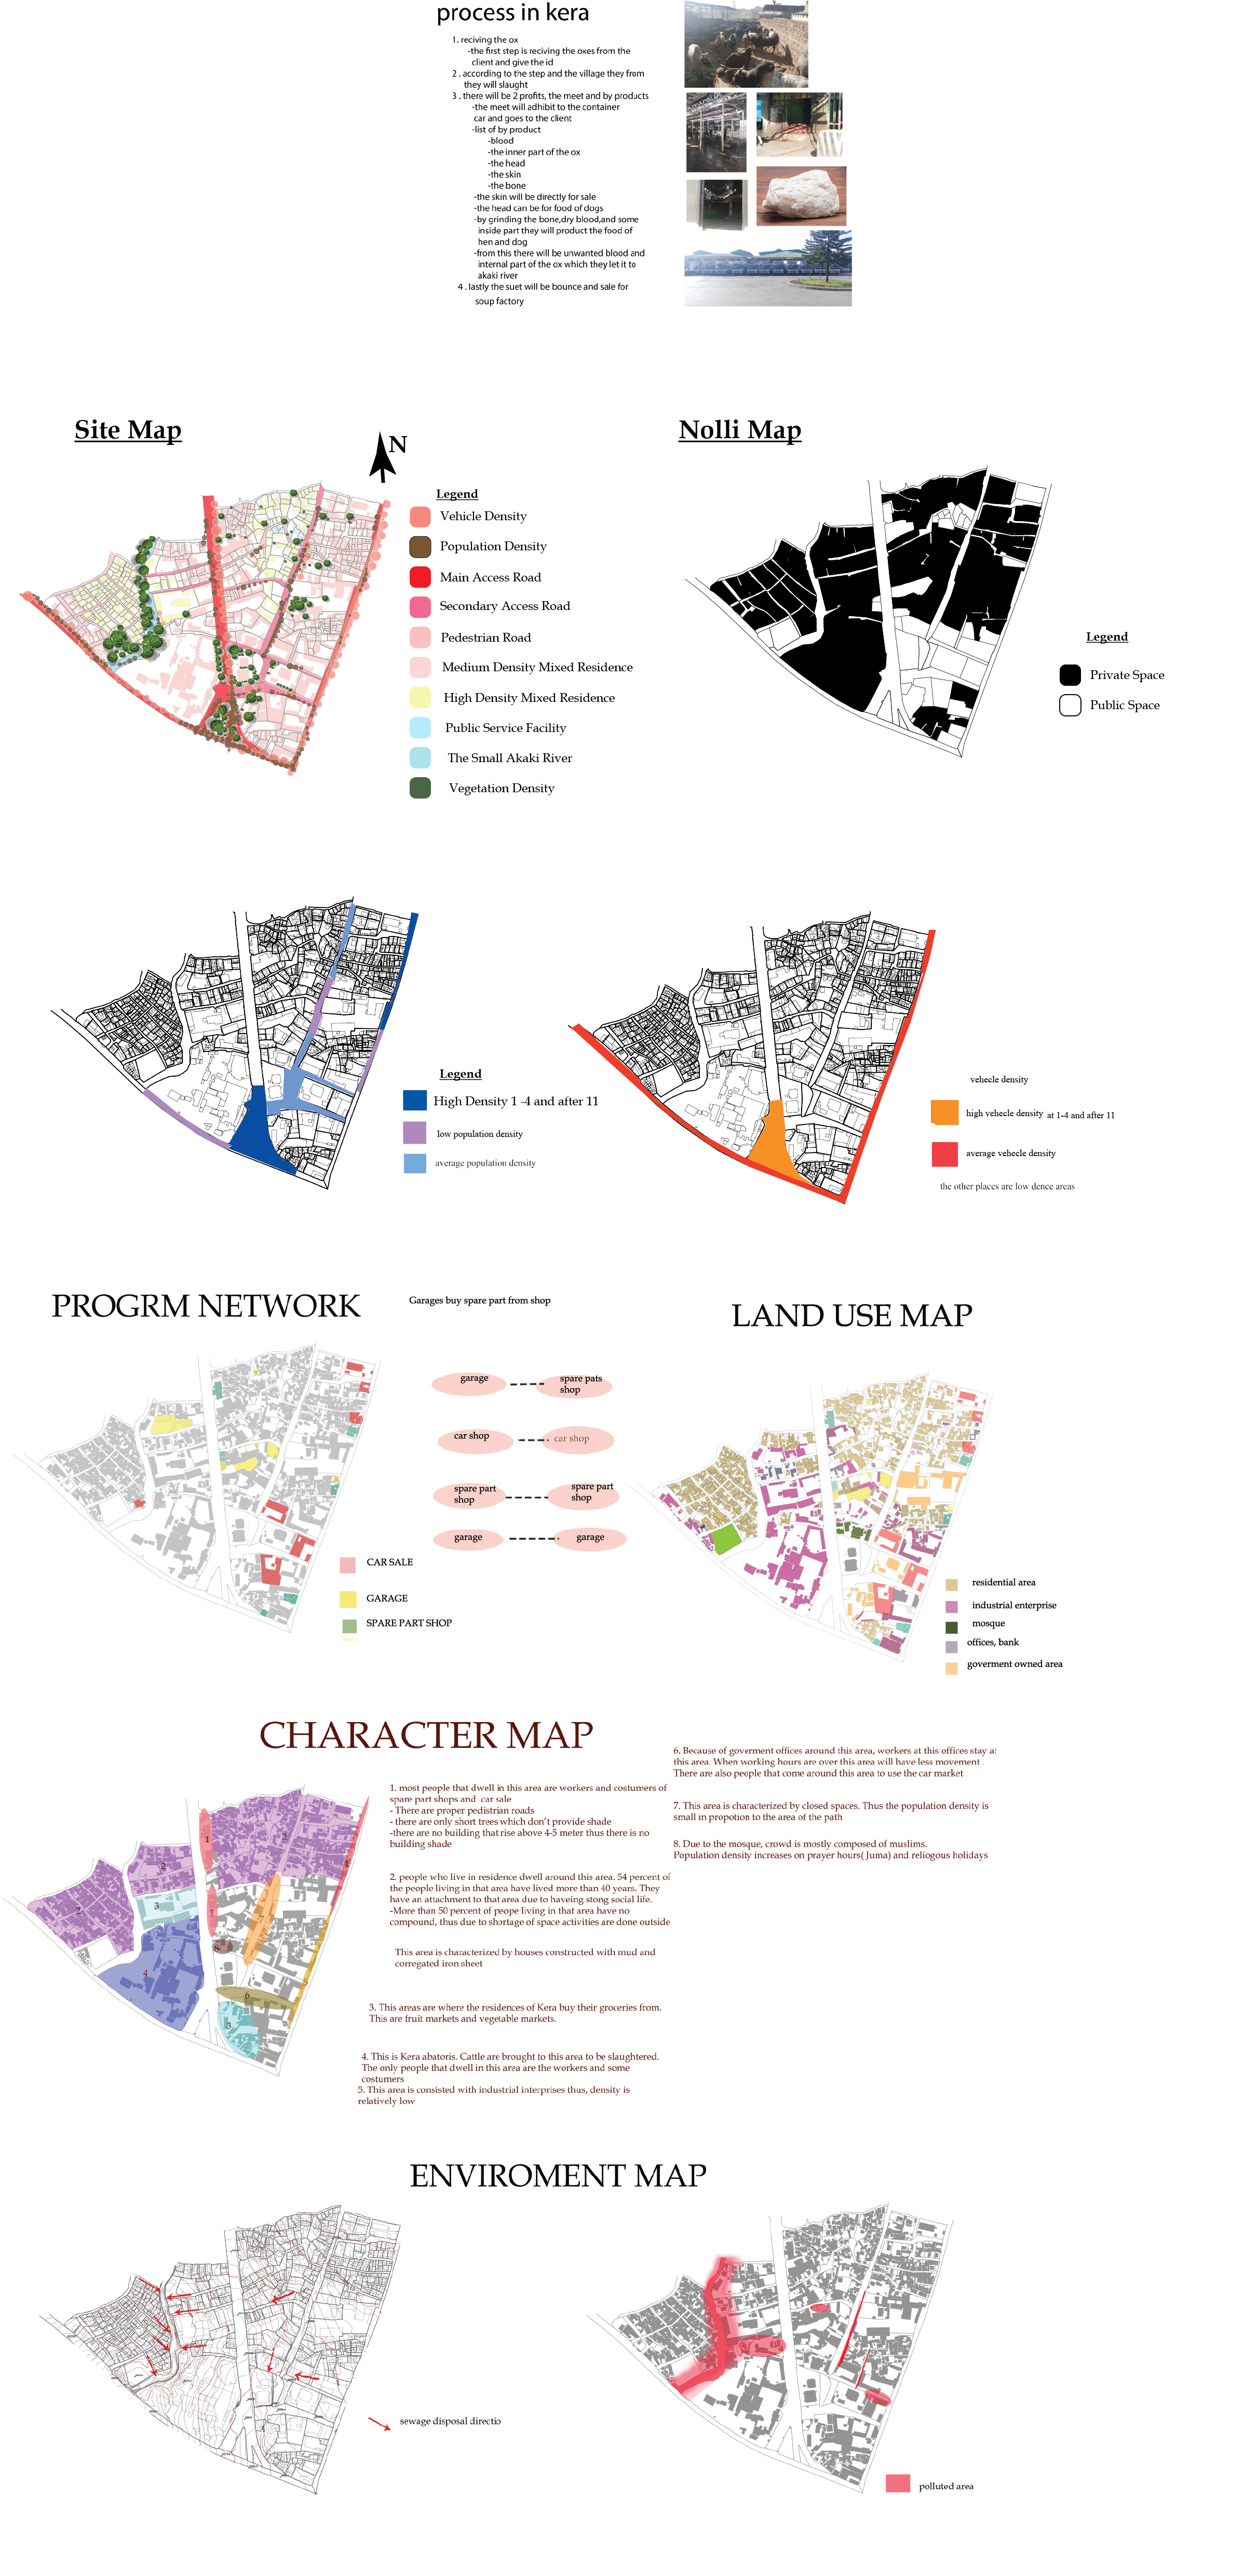 process in kera
1. reciving the ox
-the first step is reciving the oxes from the
client and give the id
2 . according to the step and the village they from
they will slaught
3 . there will be 2 profits, the meet and by products
-the meet will adhibit to the container
car and goes to the client
-list of by product
-blood
-the inner part of the ox
-the head
-the skin
-the bone
-the skin will be directly for sale
-the head can be for food of dogs
-by grinding the bone,dry blood,and some
inside part they will product the food of
hen and dog
-from this there will be unwanted blood and
internal part of the ox which they let it to
akaki river
4 . lastly the suet will be bounce and sale for
soup factory
Site Map
N
Legend
Vehicle Density
Population Density
Main Access Road
Secondary Access Road
Pedestrian Road
Medium Density Mixed Residence
High Density Mixed Residence
Public Service Facility
The Small Akaki River
Vegetation Density
Nolli Map
Legend
Private Space
Public Space
Legend
High Density 1 -4 and after 11
low population density
average population density
vehecle density
high vehecle density at 1-4 and after 11
average vehecle density
the other places are low dence areas
PROGRM NETWORK
Garages buy spare part from shop
garage
spare pats
shop
car shop
car shop
spare part
shop
spare part
shop
garage
garage
CAR SALE
GARAGE
SPARE PART SHOP
LAND USE MAP
residential area
industrial enterprise
mosque
offices, bank
goverment owned area
CHARACTER MAP
1
2
1
2
3
2
1
7
8
4
5
6
3
1. most people that dwell in this area are workers and costumers of
spare part shops and car sale
- There are proper pedistrian roads
- there are only short trees which don't provide shade
-there are no building that rise above 4-5 meter thus there is no
building shade
2. people who live in residence dwell around this area. 54 percent of
the people living in that area have lived more than 40 years. They
have an attachment to that area due to haveing stong social life.
-More than 50 percent of peope living in that area have no
compound, thus due to shortage of space activities are done outside
This area is characterized by houses constructed with mud and
corregated iron sheet
3. This areas are where the residences of Kera buy their groceries from.
This are fruit markets and vegetable markets.
4. This is Kera abatoris. Cattle are brought to this area to be slaughtered.
The only people that dwell in this area are the workers and some
costumers
5. This area is consisted with industrial interprises thus, density is
relatively low
6. Because of goverment offices around this area, workers at this offices stay at
this area. When working hours are over this area will have less movement .
There are also people that come around this area to use the car market
7. This area is characterized by closed spaces. Thus the population density is
small in propotion to the area of the path
8. Due to the mosque, crowd is mostly composed of muslims.
Population density increases on prayer hours( Juma) and reliogous holidays
ENVIROMENT MAP
sewage disposal directio
polluted area